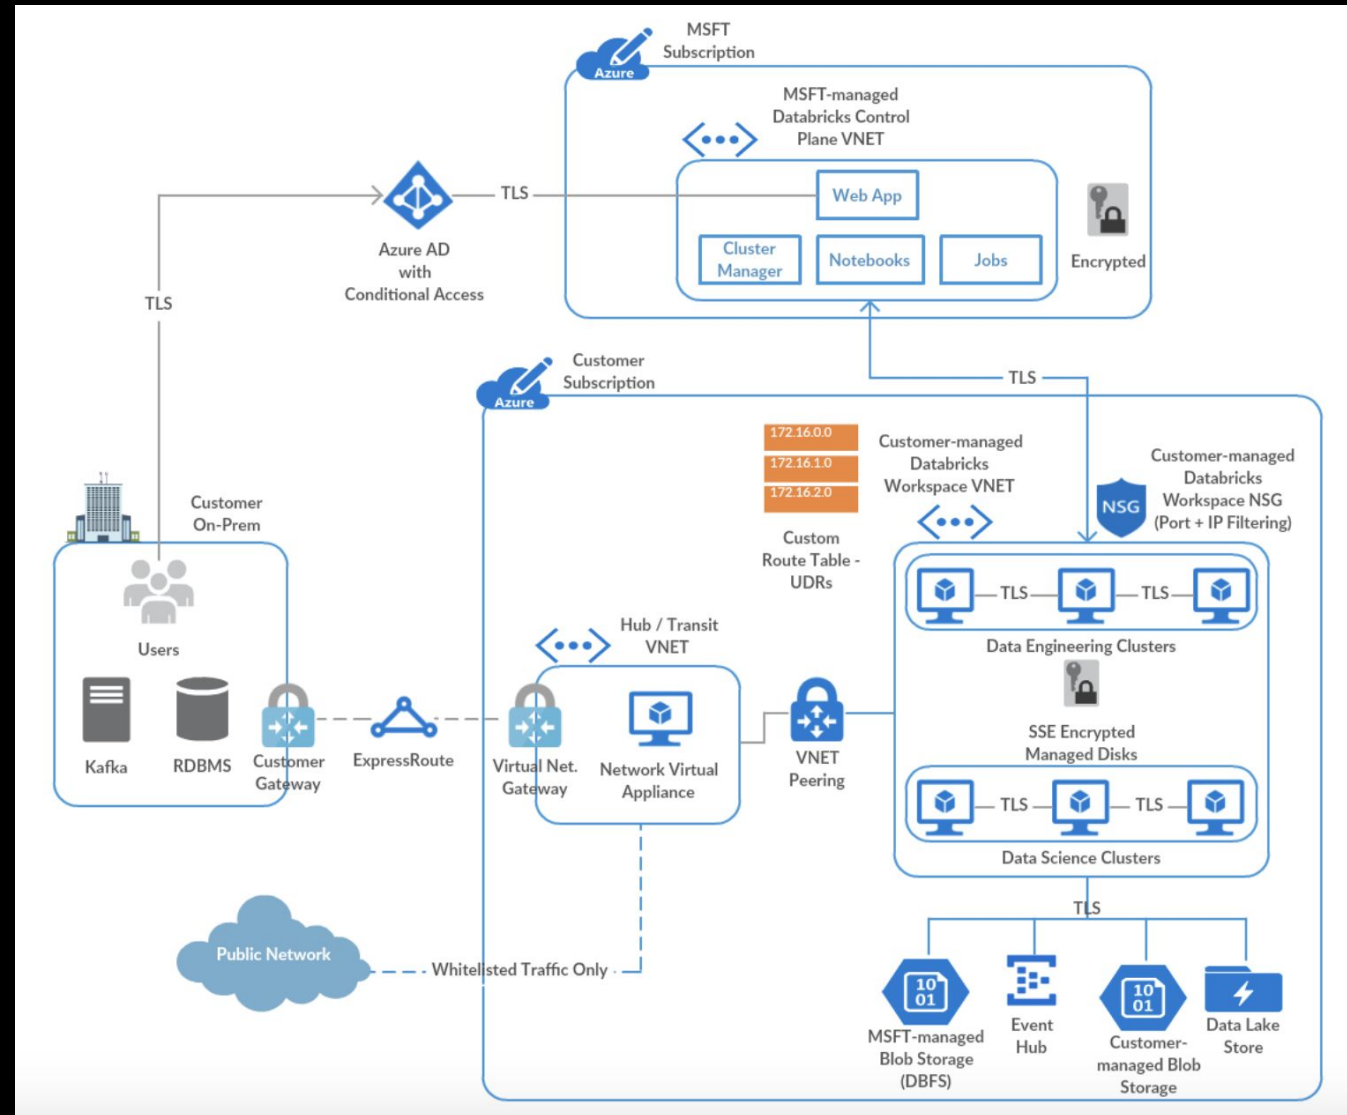 MSFT
Subscription
Azure
MSFT-managed
Databricks Control
Plane VNET
Web App
Cluster
Manager
Notebooks
Jobs
Encrypted
TLS
Azure AD
with
Conditional Access
TLS
TLS
Customer
Subscription
Azure
172.16.0.0
172.16.1.0
172.16.2.0
Custom
Route Table -
UDRs
Customer-managed
Databricks
Workspace VNET
NSG
Customer-managed
Databricks
Workspace NSG
(Port + IP Filtering)
Customer
On-Prem
Users
Kafka
RDBMS
Customer
Gateway
ExpressRoute
Virtual Net.
Gateway
Hub / Transit
VNET
Network Virtual
Appliance
VNET
Peering
TLS
TLS
Data Engineering Clusters
SSE Encrypted
Managed Disks
TLS
TLS
Data Science Clusters
TLS
Public Network
Whitelisted Traffic Only
10
01
MSFT-managed
Blob Storage
(DBFS)
Event
Hub
10
01
Customer-
managed Blob
Storage
Data Lake
Store